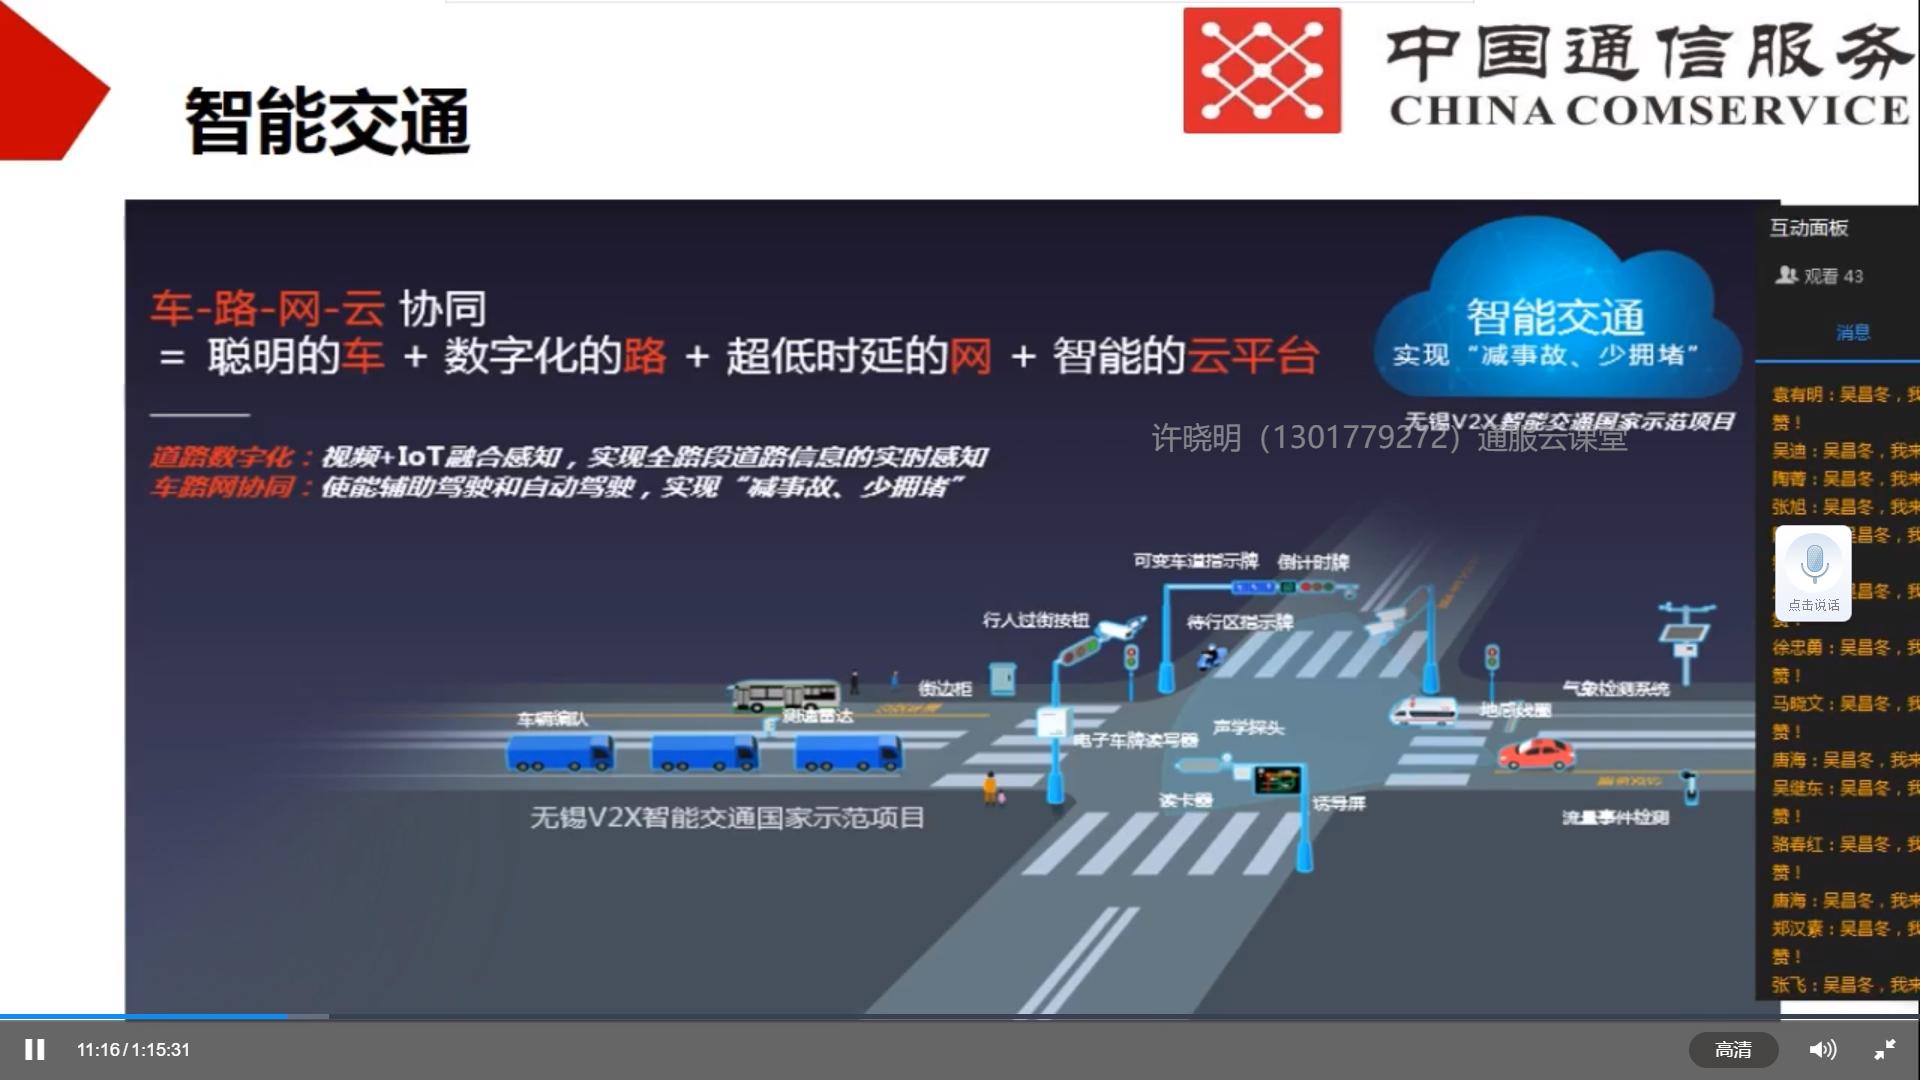 智能交通
中国通信服务
CHINA COMSERVICE
车-路-网-云 协同
= 聪明的车 + 数字化的路 + 超低时延的网 + 智能的云平台
智能交通
实现 “减事故、少拥堵”
无锡V2X智能交通国家示范项目
许晓明（1301779272）通服云课堂
道路数字化：视频+IoT融合感知，实现全路段道路信息的实时感知
车路网协同：使能辅助驾驶和自动驾驶，实现“减事故、少拥堵”
可变车道指示牌 倒计时牌
行人过街按钮
待行区指示牌
街边柜
气象检测系统
车辆编队
测速雷达
地感线圈
声学探头
电子车牌读写器
读卡器
诱导屏
无锡V2X智能交通国家示范项目
流量事件检测
互动面板
观看 43
消息
袁有明：吴昌冬，我
赞！
吴迪：吴昌冬，我来
陶菁：吴昌冬，我来
张旭：吴昌冬，我来
昌冬，我
点击说话
昌冬，我
赞！
徐忠勇：吴昌冬，我
赞！
马晓文：吴昌冬，我
赞！
唐海：吴昌冬，我来
吴继东：吴昌冬，我
赞！
骆春红：吴昌冬，我
赞！
唐海：吴昌冬，我来
郑汉素：吴昌冬，我
赞！
张飞：吴昌冬，我来
11:16/1:15:31
高清